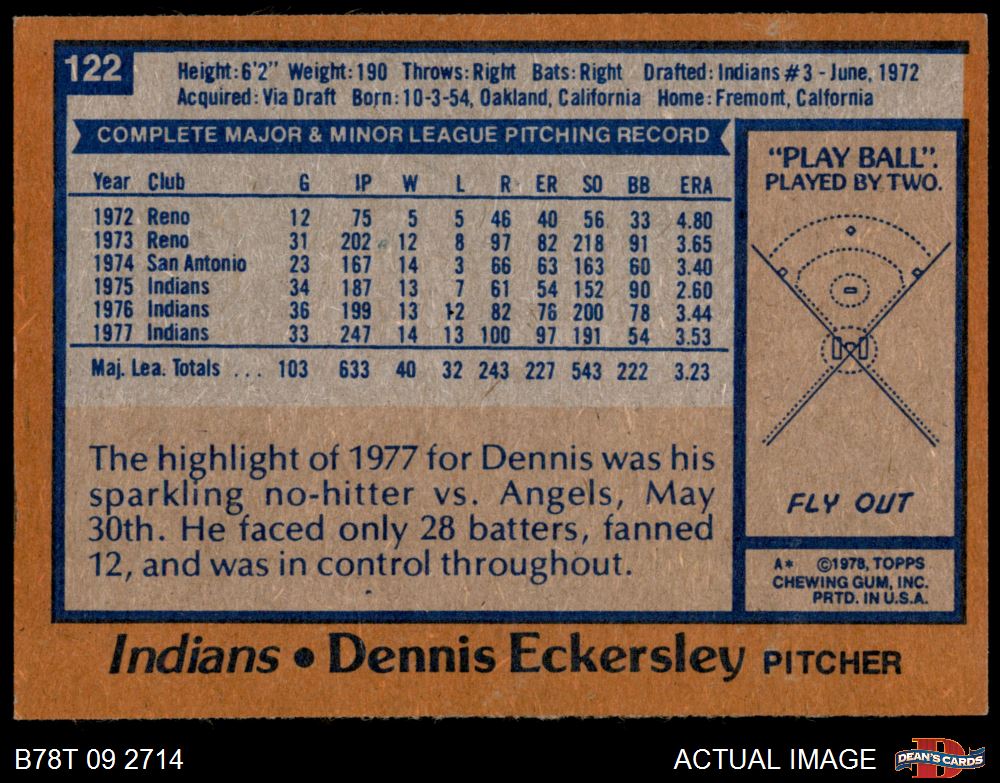 122
Height:6'2" Weight:190 Throws:Right Bats:Right Drafted:Indians #3 - June, 1972
Acquired:Via Draft Born:10-3-54, Oakland, California Home:Fremont, Calfornia
COMPLETE MAJOR & MINOR LEAGUE PITCHING RECORD
Year Club G IP W L R ER SO BB ERA
1972 Reno 12 75 5 5 46 40 56 33 4.80
1973 Reno 31 202 12 8 97 82 218 91 3.65
1974 San Antonio 23 167 14 3 66 63 163 60 3.40
1975 Indians 34 187 13 7 61 54 152 90 2.60
1976 Indians 36 199 13 12 82 76 200 78 3.44
1977 Indians 33 247 14 13 100 97 191 54 3.53
Maj. Lea. Totals ... 103 633 40 32 243 227 543 222 3.23
The highlight of 1977 for Dennis was his
sparkling no-hitter vs. Angels, May
30th. He faced only 28 batters, fanned
12, and was in control throughout.
"PLAY BALL".
PLAYED BY TWO.
FLY OUT
A* ©1978, TOPPS
CHEWING GUM, INC.
PRTD. IN U.S.A.
Indians • Dennis Eckersley PITCHER
B78T 09 2714
ACTUAL IMAGE
D
DEAN'S CARDS